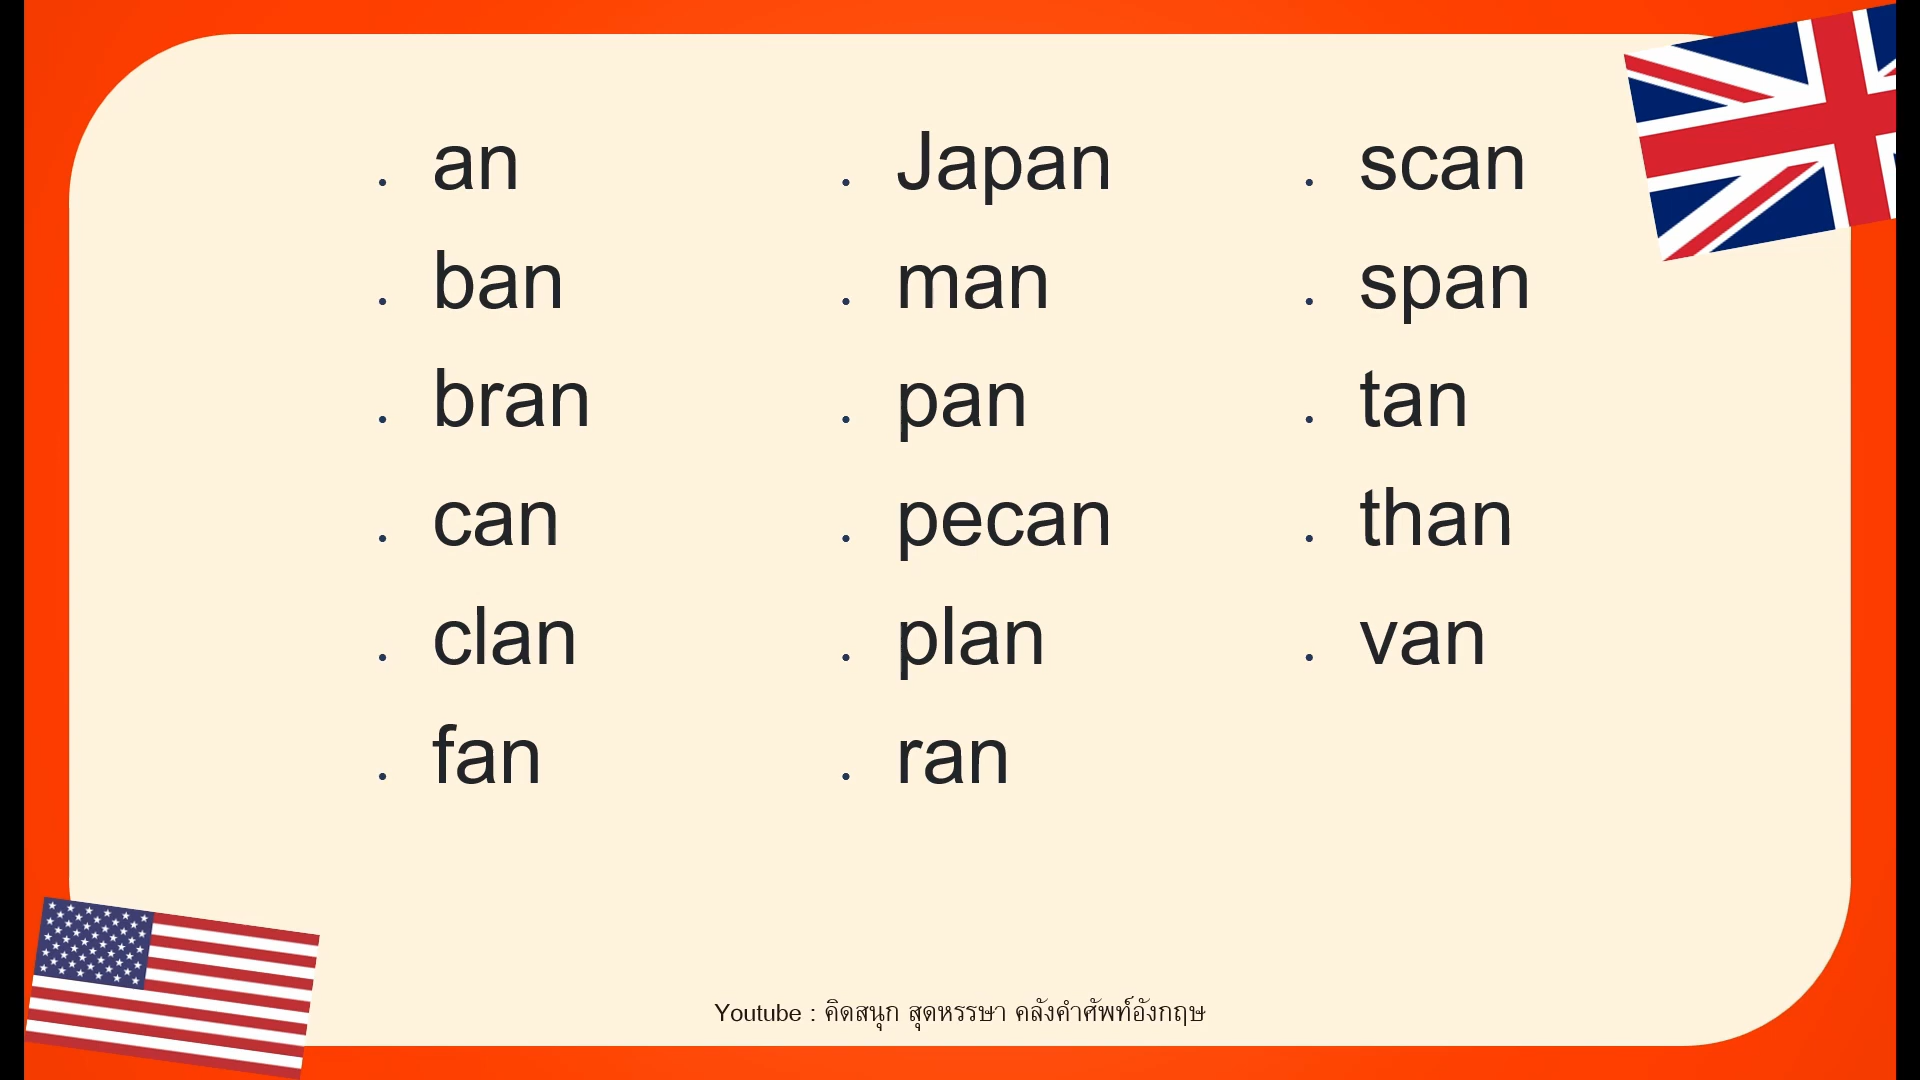 an
ban
bran
can
clan
fan
Japan
man
pan
pecan
plan
ran
scan
span
tan
than
van
Youtube : คิดสนุก สุดหรรษา คลังคำศัพท์อังกฤษ